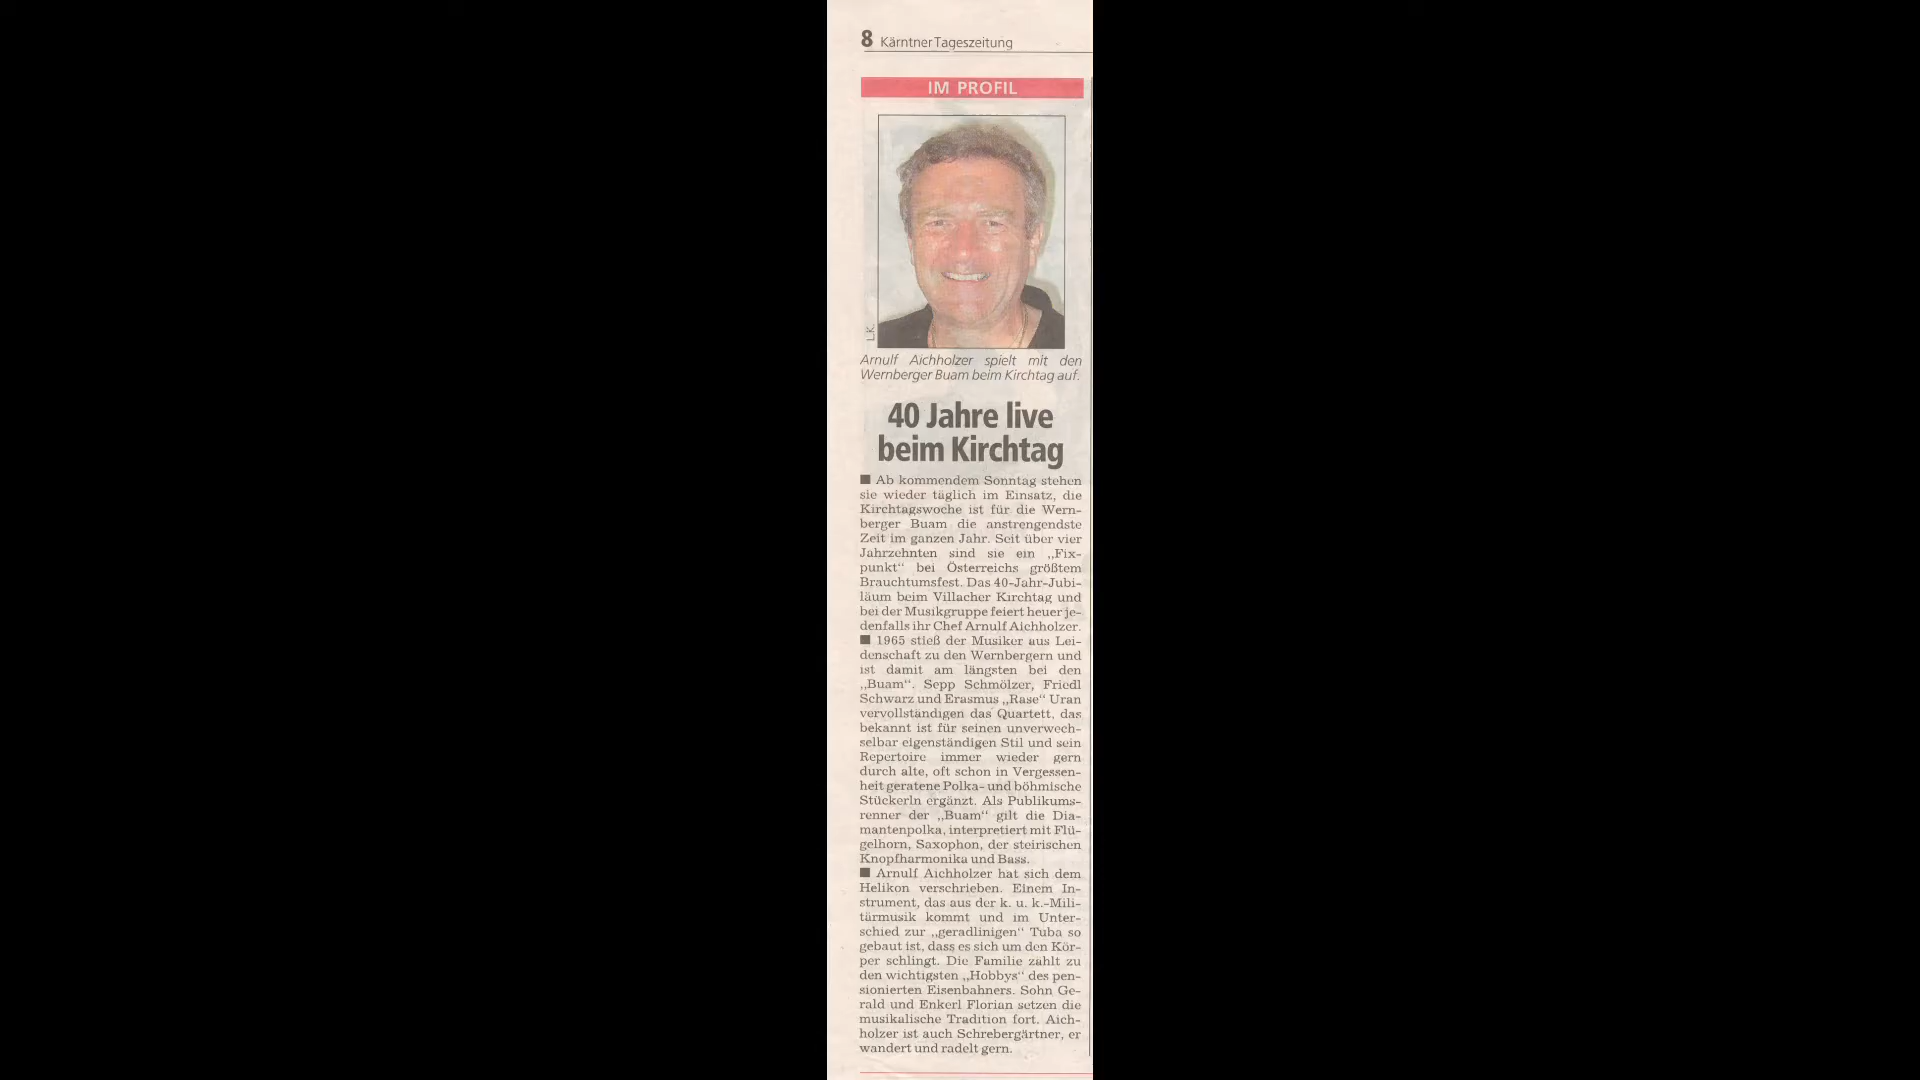 8 Kärntner Tageszeitung
IM PROFIL
L.K.
Arnulf Aichholzer spielt mit den
Wernberger Buam beim Kirchtag auf.
40 Jahre live
beim Kirchtag
■ Ab kommendem Sonntag stehen
sie wieder täglich im Einsatz, die
Kirchtagswoche ist für die Wern-
berger Buam die anstrengendste
Zeit im ganzen Jahr. Seit über vier
Jahrzehnten sind sie ein „Fix-
punkt“ bei Österreichs größtem
Brauchtumsfest. Das 40-Jahr-Jubi-
läum beim Villacher Kirchtag und
bei der Musikgruppe feiert heuer je-
denfalls ihr Chef Arnulf Aichholzer.
■ 1965 stieß der Musiker aus Lei-
denschaft zu den Wernbergern und
ist damit am längsten bei den
„Buam“. Sepp Schmölzer, Friedl
Schwarz und Erasmus „Rase“ Uran
vervollständigen das Quartett, das
bekannt ist für seinen unverwech-
selbar eigenständigen Stil und sein
Repertoire immer wieder gern
durch alte, oft schon in Vergessen-
heit geratene Polka- und böhmische
Stückerln ergänzt. Als Publikums-
renner der „Buam“ gilt die Dia-
mantenpolka, interpretiert mit Flü-
gelhorn, Saxophon, der steirischen
Knopfharmonika und Bass.
■ Arnulf Aichholzer hat sich dem
Helikon verschrieben. Einem In-
strument, das aus der k. u. k.-Mili-
tärmusik kommt und im Unter-
schied zur „geradlinigen“ Tuba so
gebaut ist, dass es sich um den Kör-
per schlingt. Die Familie zählt zu
den wichtigsten „Hobbys“ des pen-
sionierten Eisenbahners. Sohn Ge-
rald und Enkerl Florian setzen die
musikalische Tradition fort. Aich-
holzer ist auch Schrebergärtner, er
wandert und radelt gern.